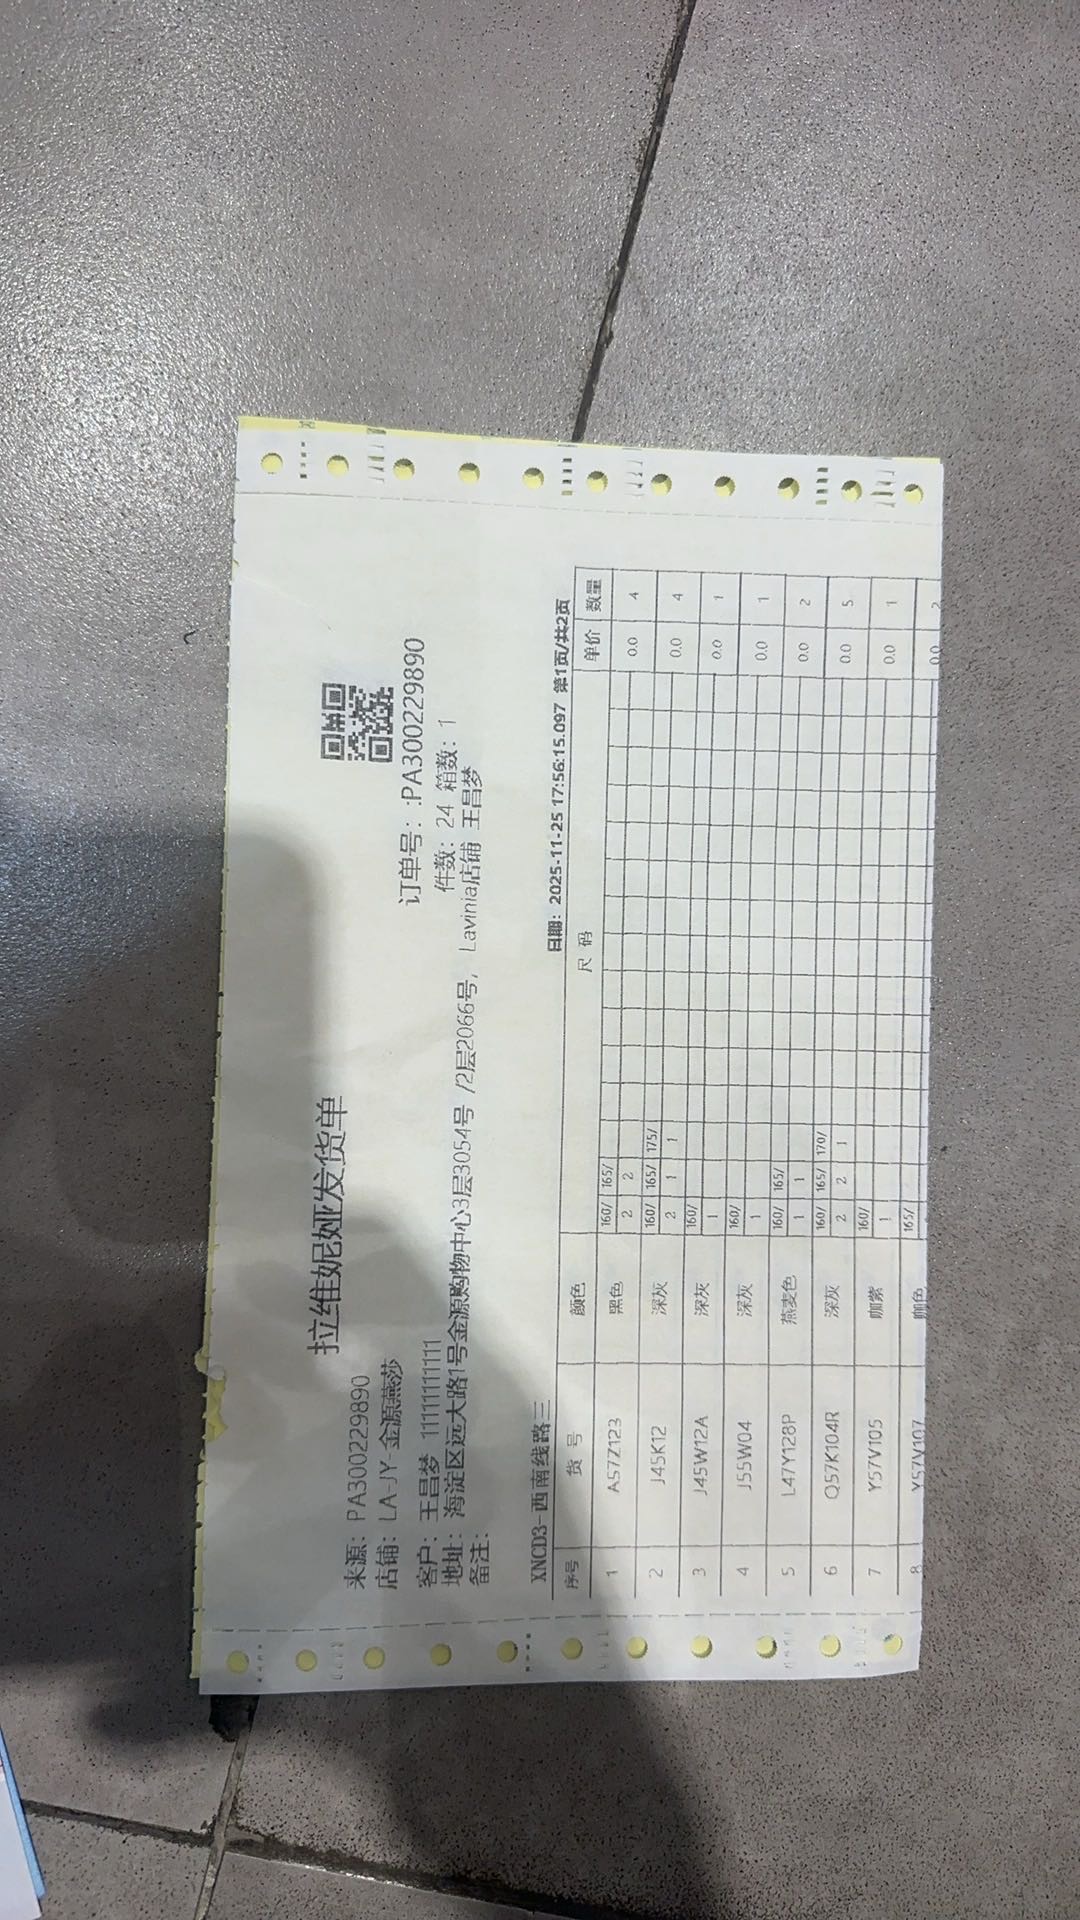 拉维妮娅发货单
来源: PA300229890
店铺: LA-JY-金源燕莎
订单号: :PA300229890
客户: 王昌梦 11111111111
件数: 24 箱数: 1
地址: 海淀区远大路1号金源购物中心3层3054号 /2层2066号, Lavinia店铺 王昌梦
备注:
XNCD3-西南线路三 日期: 2025-11-25 17:56:15.097 第1页/共2页
序号 货 号 颜色 尺 码 单价 数量
160/ 165/
1 A57Z123 黑色 2 2 0.0 4
160/ 165/ 175/
2 J45K12 深灰 2 1 1 0.0 4
160/
3 J45W12A 深灰 1 0.0 1
160/
4 J55W04 深灰 1 0.0 1
160/ 165/
5 L47Y128P 燕麦色 1 1 0.0 2
160/ 165/ 170/
6 Q57K104R 深灰 2 2 1 0.0 5
160/
7 Y57V105 咖紫 1 0.0 1
165/
8 Y57V107 咖色 0.0 2